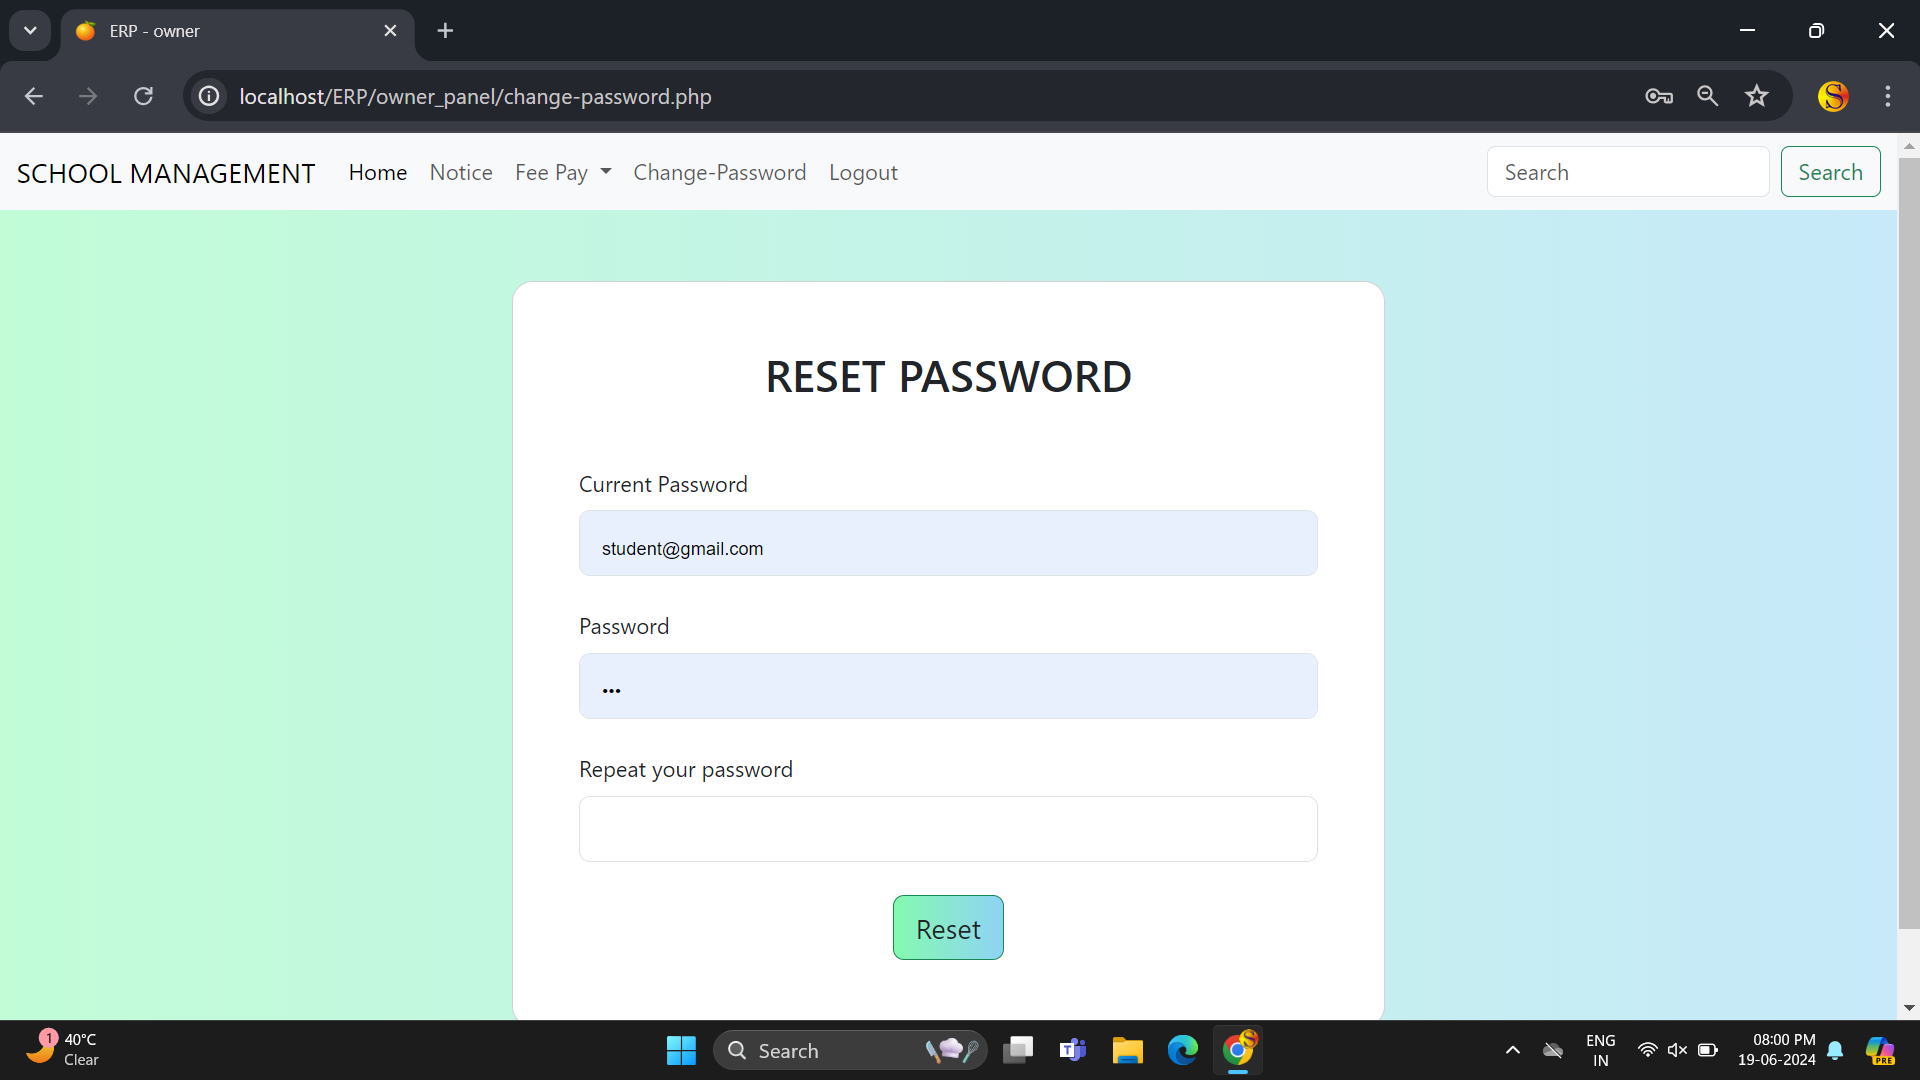 ERP - owner
localhost/ERP/owner_panel/change-password.php
SCHOOL MANAGEMENT Home Notice Fee Pay Change-Password Logout Search Search
RESET PASSWORD
Current Password
student@gmail.com
Password
•••
Repeat your password
Reset
1 40°C
Clear
Search
PRE
ENG
IN
08:00 PM
19-06-2024